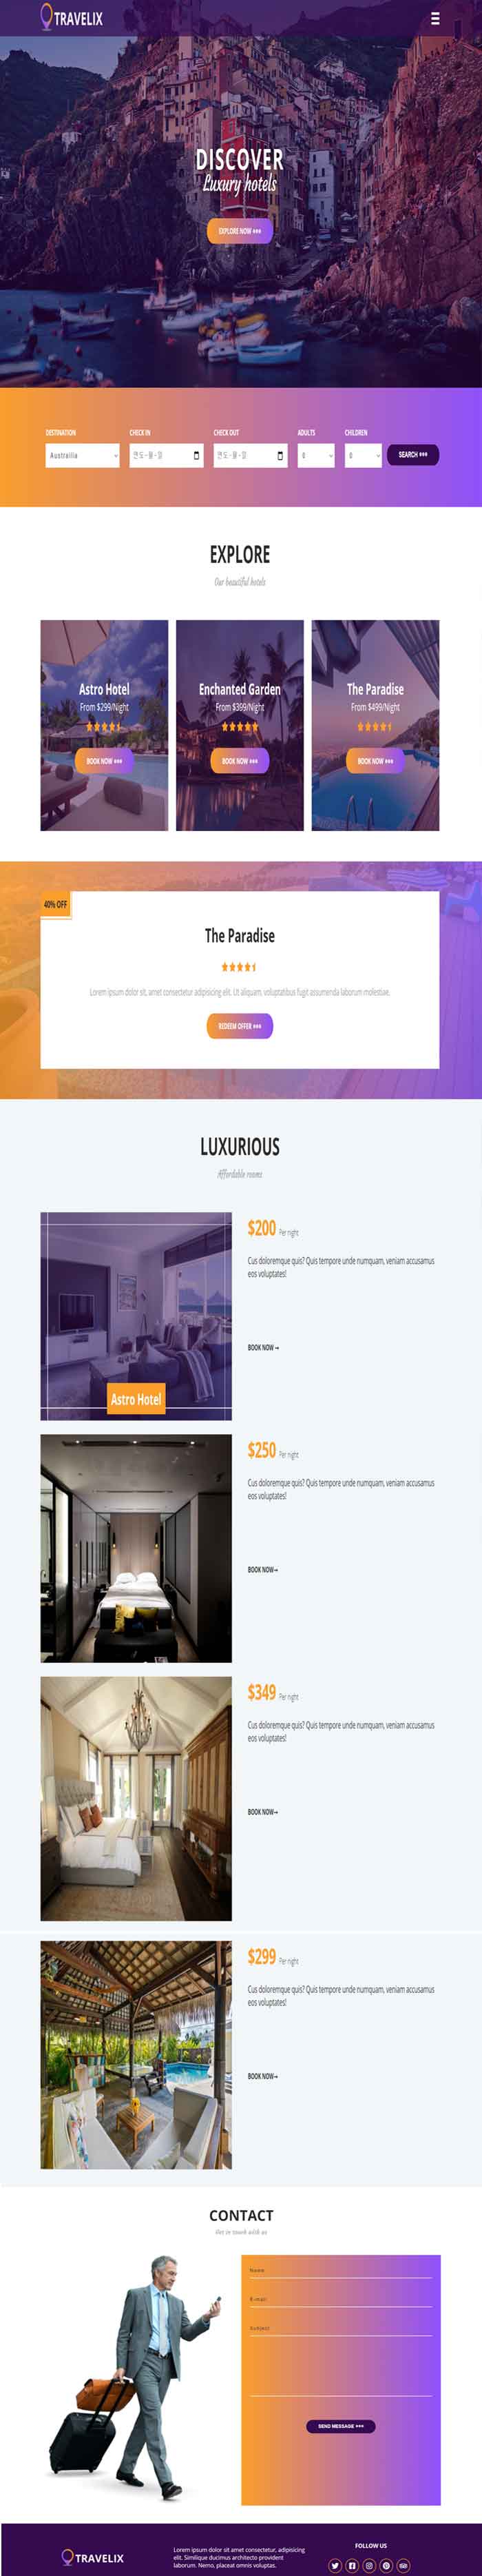 TRAVELIX
DISCOVER
Luxury hotels
EXPLORE NOW
DESTINATION CHECK IN CHECK OUT ADULTS CHILDREN
Austrailia 0 0 SEARCH
EXPLORE
Our beautiful hotels
Astro Hotel
From $299/Night
BOOK NOW
Enchanted Garden
From $399/Night
BOOK NOW
The Paradise
From $499/Night
BOOK NOW
40% OFF
The Paradise
Lorem ipsum dolor sit, amet consectetur adipisicing elit. Ut aliquam, voluptatibus fugit assumenda laborum molestiae.
REDEEM OFFER
LUXURIOUS
Affordable rooms
Astro Hotel
$200 Per night
Cus doloremque quis? Quis tempore unde numquam, veniam accusamus
eos voluptates!
BOOK NOW→
$250 Per night
Cus doloremque quis? Quis tempore unde numquam, veniam accusamus
eos voluptates!
BOOK NOW→
$349 Per night
Cus doloremque quis? Quis tempore unde numquam, veniam accusamus
eos voluptates!
BOOK NOW→
$299 Per night
Cus doloremque quis? Quis tempore unde numquam, veniam accusamus
eos voluptates!
BOOK NOW→
CONTACT
Get in touch with us
Name
E-mail
Subject
SEND MESSAGE
TRAVELIX
Lorem ipsum dolor sit amet consectetur, adipisicing
elit. Similique ducimus architecto provident
laborum. Nemo, placeat omnis voluptas.
FOLLOW US